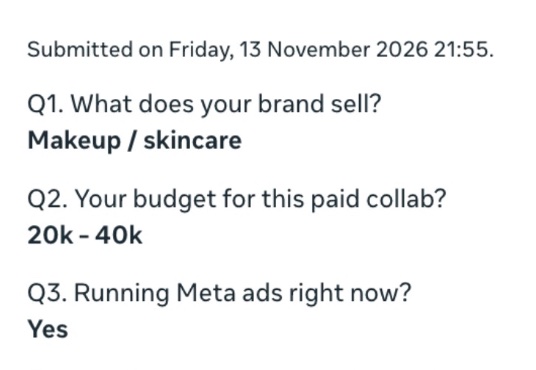 Submitted on Friday, 13 November 2026 21:55.
Q1. What does your brand sell?
Makeup / skincare
Q2. Your budget for this paid collab?
20k - 40k
Q3. Running Meta ads right now?
Yes